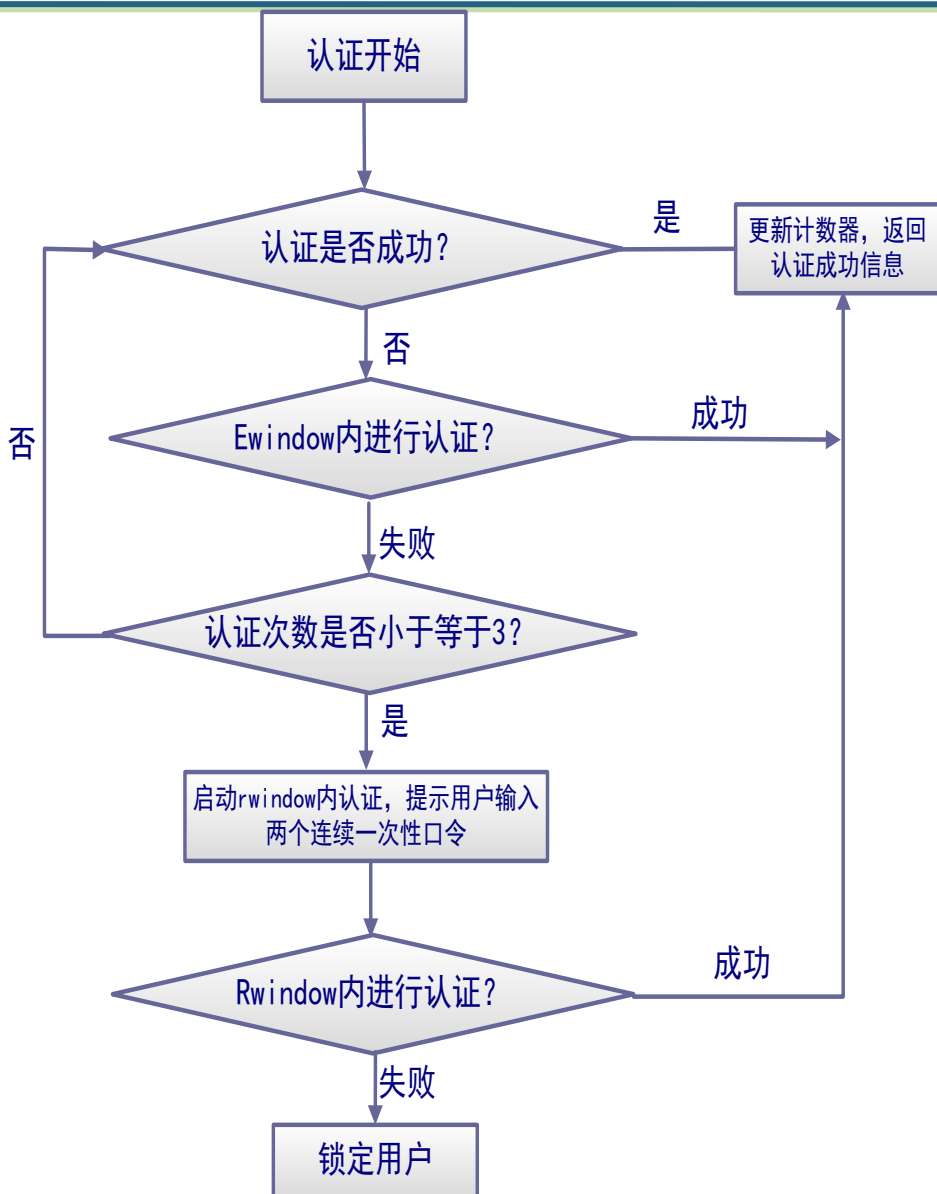 认证开始
认证是否成功？
是
更新计数器，返回
认证成功信息
否
Ewindow内进行认证？
成功
否
失败
认证次数是否小于等于3？
是
启动rwindow内认证，提示用户输入
两个连续一次性口令
Rwindow内进行认证？
成功
失败
锁定用户